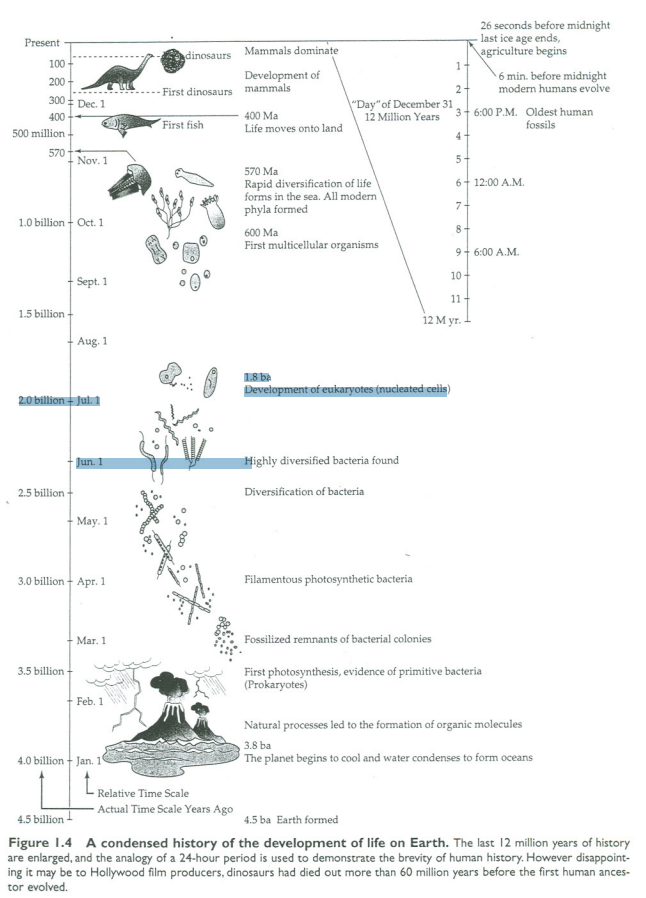 26 seconds before midnight
last ice age ends,
agriculture begins
Present
dinosaurs
Mammals dominate
100
1
6 min. before midnight
modern humans evolve
200
Development of
mammals
First dinosaurs
2
300
Dec. 1
"Day" of December 31
12 Million Years
3
6:00 P.M.
Oldest human
fossils
400
400 Ma
Life moves onto land
First fish
500 million
4
570
Nov. 1
5
570 Ma
Rapid diversification of life
forms in the sea. All modern
phyla formed
6
12:00 A.M.
7
1.0 billion
Oct. 1
600 Ma
First multicellular organisms
8
9
6:00 A.M.
Sept. 1
10
11
1.5 billion
12 M yr.
Aug. 1
1.8 ba
Development of eukaryotes (nucleated cells)
2.0 billion
Jul. 1
Jun. 1
Highly diversified bacteria found
2.5 billion
Diversification of bacteria
May. 1
3.0 billion
Apr. 1
Filamentous photosynthetic bacteria
Mar. 1
Fossilized remnants of bacterial colonies
3.5 billion
First photosynthesis, evidence of primitive bacteria
(Prokaryotes)
Feb. 1
Natural processes led to the formation of organic molecules
3.8 ba
4.0 billion
Jan. 1
The planet begins to cool and water condenses to form oceans
Relative Time Scale
Actual Time Scale Years Ago
4.5 billion
4.5 ba Earth formed
Figure 1.4 A condensed history of the development of life on Earth. The last 12 million years of history
are enlarged, and the analogy of a 24-hour period is used to demonstrate the brevity of human history. However disappoint-
ing it may be to Hollywood film producers, dinosaurs had died out more than 60 million years before the first human ances-
tor evolved.